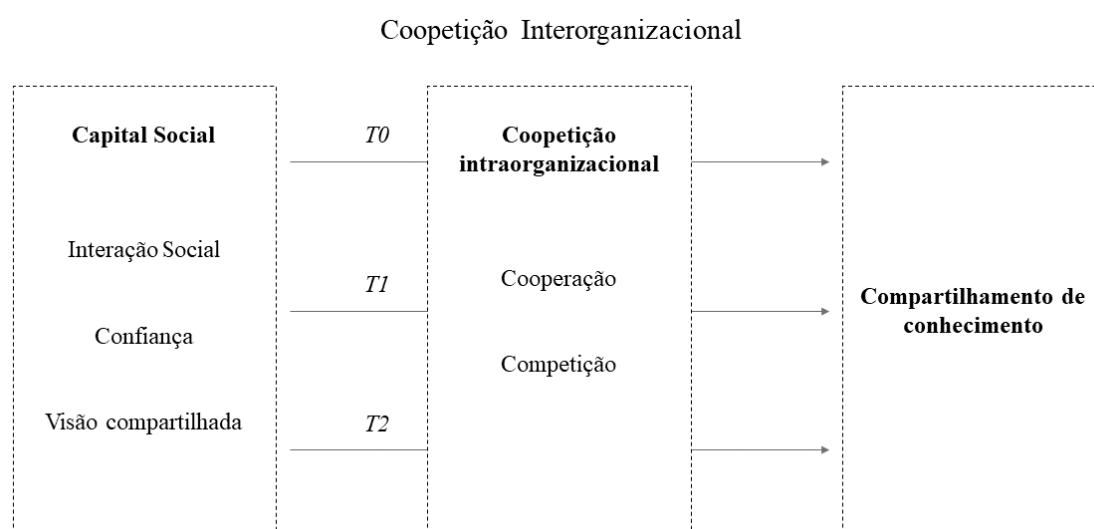 Coopetição Interorganizacional
Capital Social
Interação Social
Confiança
Visão compartilhada
T0
T1
T2
Coopetição
intraorganizacional
Cooperação
Competição
Compartilhamento de
conhecimento